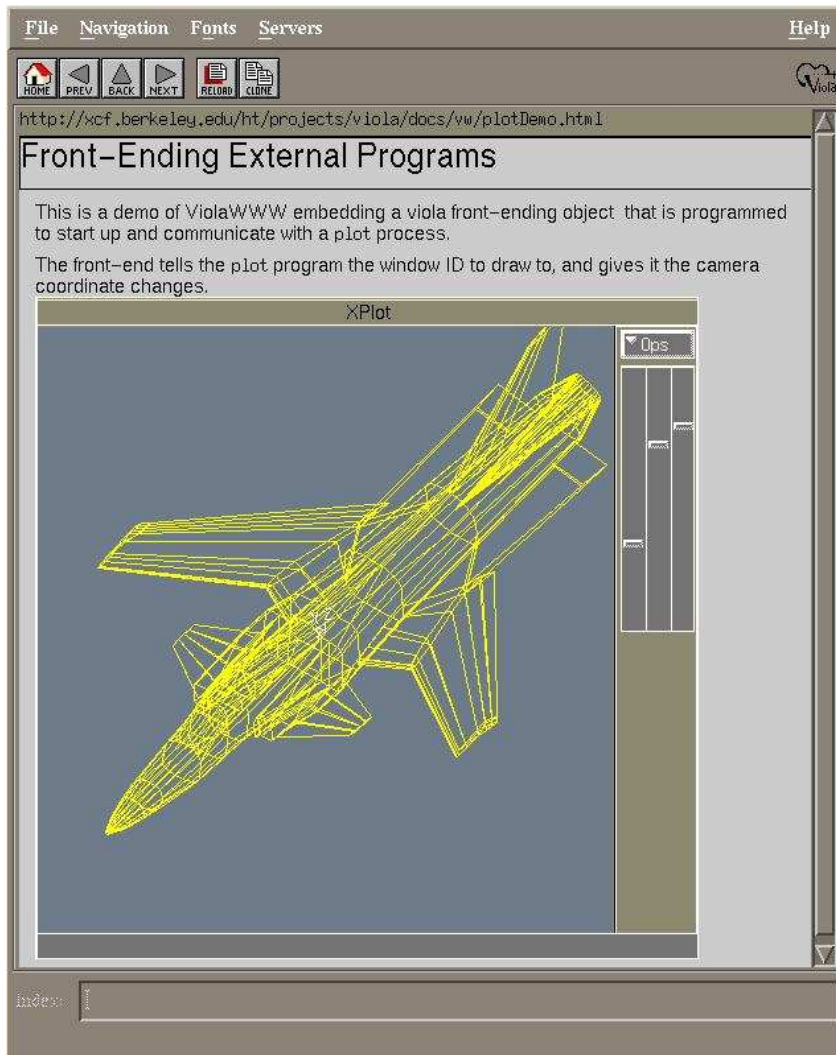 File Navigation Fonts Servers Help
HOME PREV BACK NEXT RELOAD CLONE Viola
http://xcf.berkeley.edu/ht/projects/viola/docs/vw/plotDemo.html
Front-Ending External Programs
This is a demo of ViolaWWW embedding a viola front-ending object that is programmed
to start up and communicate with a plot process.
The front-end tells the plot program the window ID to draw to, and gives it the camera
coordinate changes.
XPlot
Ops
Index: